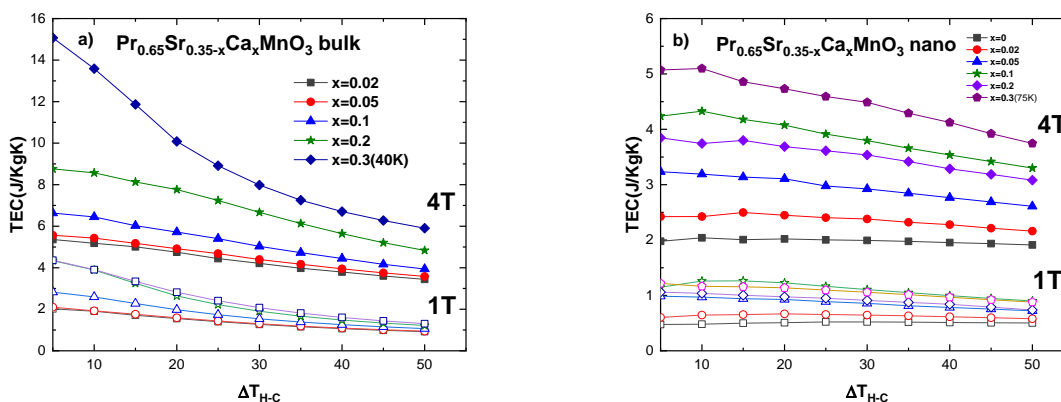 a)
Pr0.65Sr0.35-xCaxMnO3 bulk
x=0.02
x=0.05
x=0.1
x=0.2
x=0.3(40K)
4T
1T
TEC(J/KgK)
16
14
12
10
8
6
4
2
0
10 20 30 40 50
ΔTH-C
b)
Pr0.65Sr0.35-xCaxMnO3 nano
x=0
x=0.02
x=0.05
x=0.1
x=0.2
x=0.3(75K)
4T
1T
TEC(J/KgK)
6
5
4
3
2
1
0
10 20 30 40 50
ΔTH-C